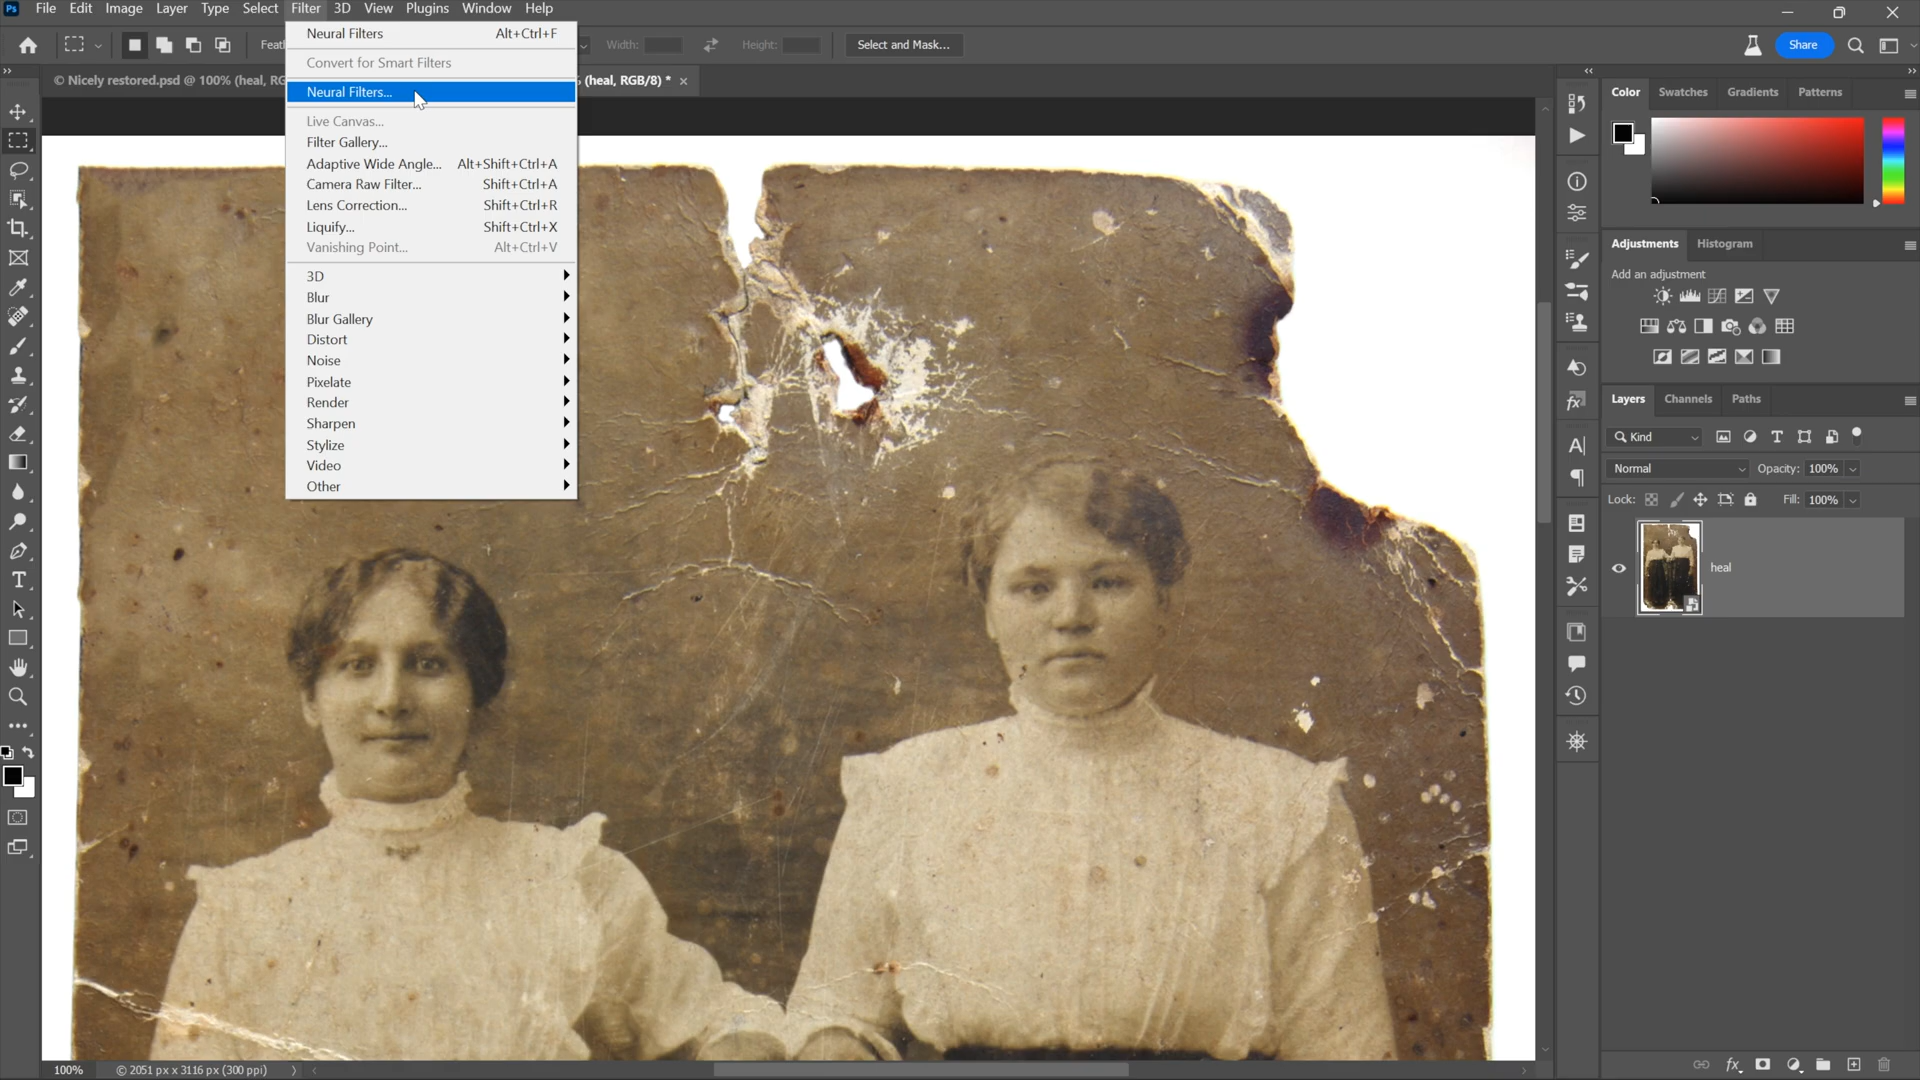 Ps File Edit Image Layer Type Select Filter 3D View Plugins Window Help
Width: Height: Select and Mask... Share
© Nicely restored.psd @ 100% (heal, (heal, RGB/8) *
Neural Filters Alt+Ctrl+F
Convert for Smart Filters
Neural Filters...
Live Canvas...
Filter Gallery...
Adaptive Wide Angle... Alt+Shift+Ctrl+A
Camera Raw Filter... Shift+Ctrl+A
Lens Correction... Shift+Ctrl+R
Liquify... Shift+Ctrl+X
Vanishing Point... Alt+Ctrl+V
3D
Blur
Blur Gallery
Distort
Noise
Pixelate
Render
Sharpen
Stylize
Video
Other
Color Swatches Gradients Patterns
Adjustments Histogram
Add an adjustment
Layers Channels Paths
Kind
Normal Opacity: 100%
Lock: Fill: 100%
heal
100% © 2051 px x 3116 px (300 ppi)